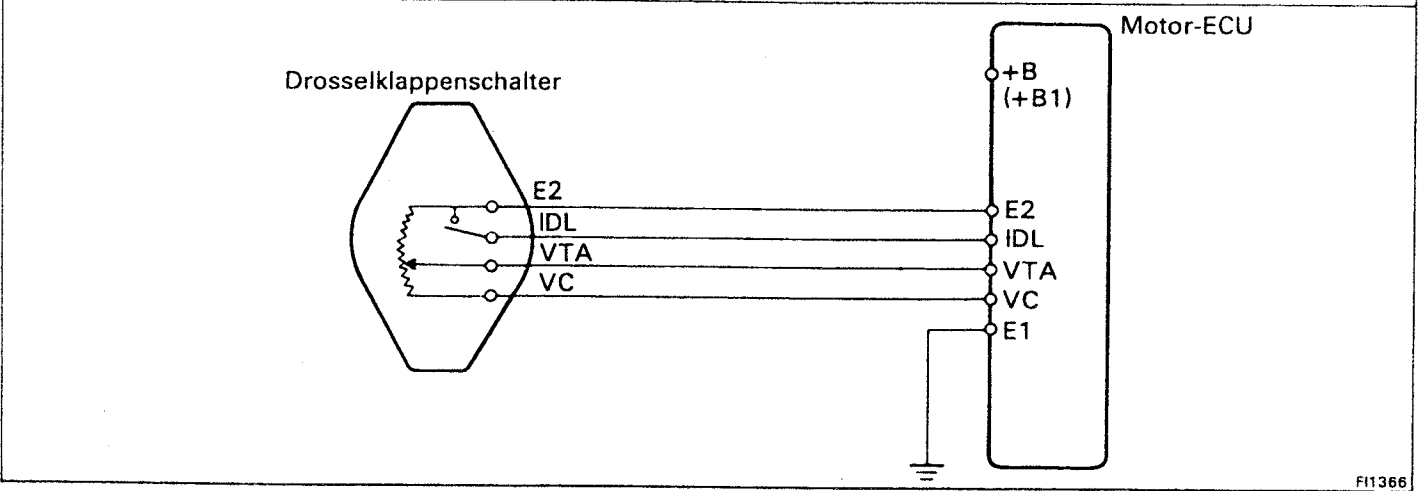 Motor-ECU
Drosselklappenschalter
+B
(+B1)
E2
IDL
VTA
VC
E2
IDL
VTA
VC
E1
FI1366